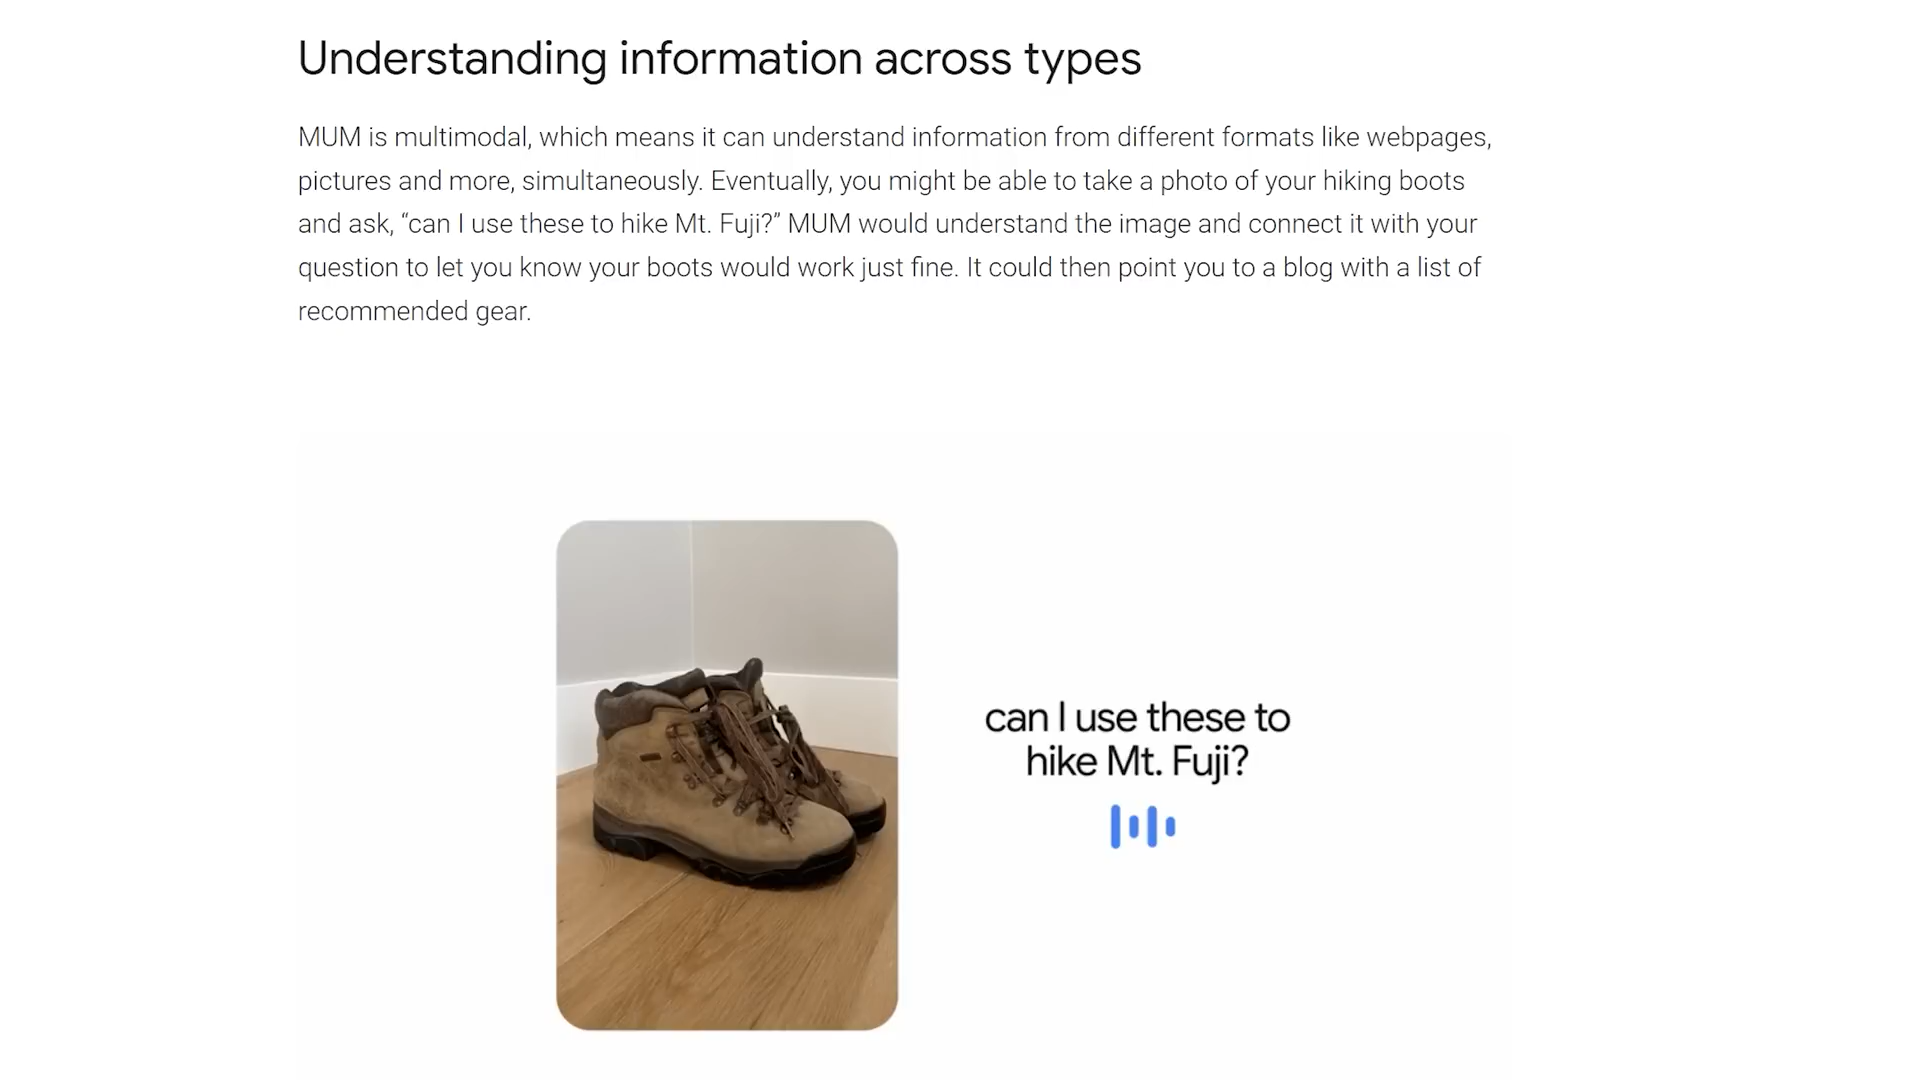 Understanding information across types
MUM is multimodal, which means it can understand information from different formats like webpages,
pictures and more, simultaneously. Eventually, you might be able to take a photo of your hiking boots
and ask, “can I use these to hike Mt. Fuji?” MUM would understand the image and connect it with your
question to let you know your boots would work just fine. It could then point you to a blog with a list of
recommended gear.
can I use these to
hike Mt. Fuji?